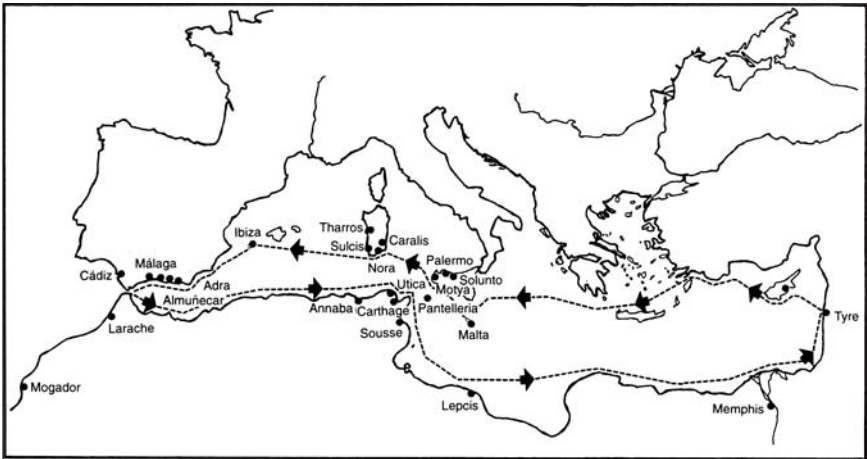 Ibiza
Tharros
Sulcis
Caralis
Nora
Palermo
Solunto
Motya
Utica
Málaga
Cádiz
Adra
Almuñecar
Annaba
Carthage
Pantelleria
Larache
Sousse
Malta
Tyre
Mogador
Lepcis
Memphis